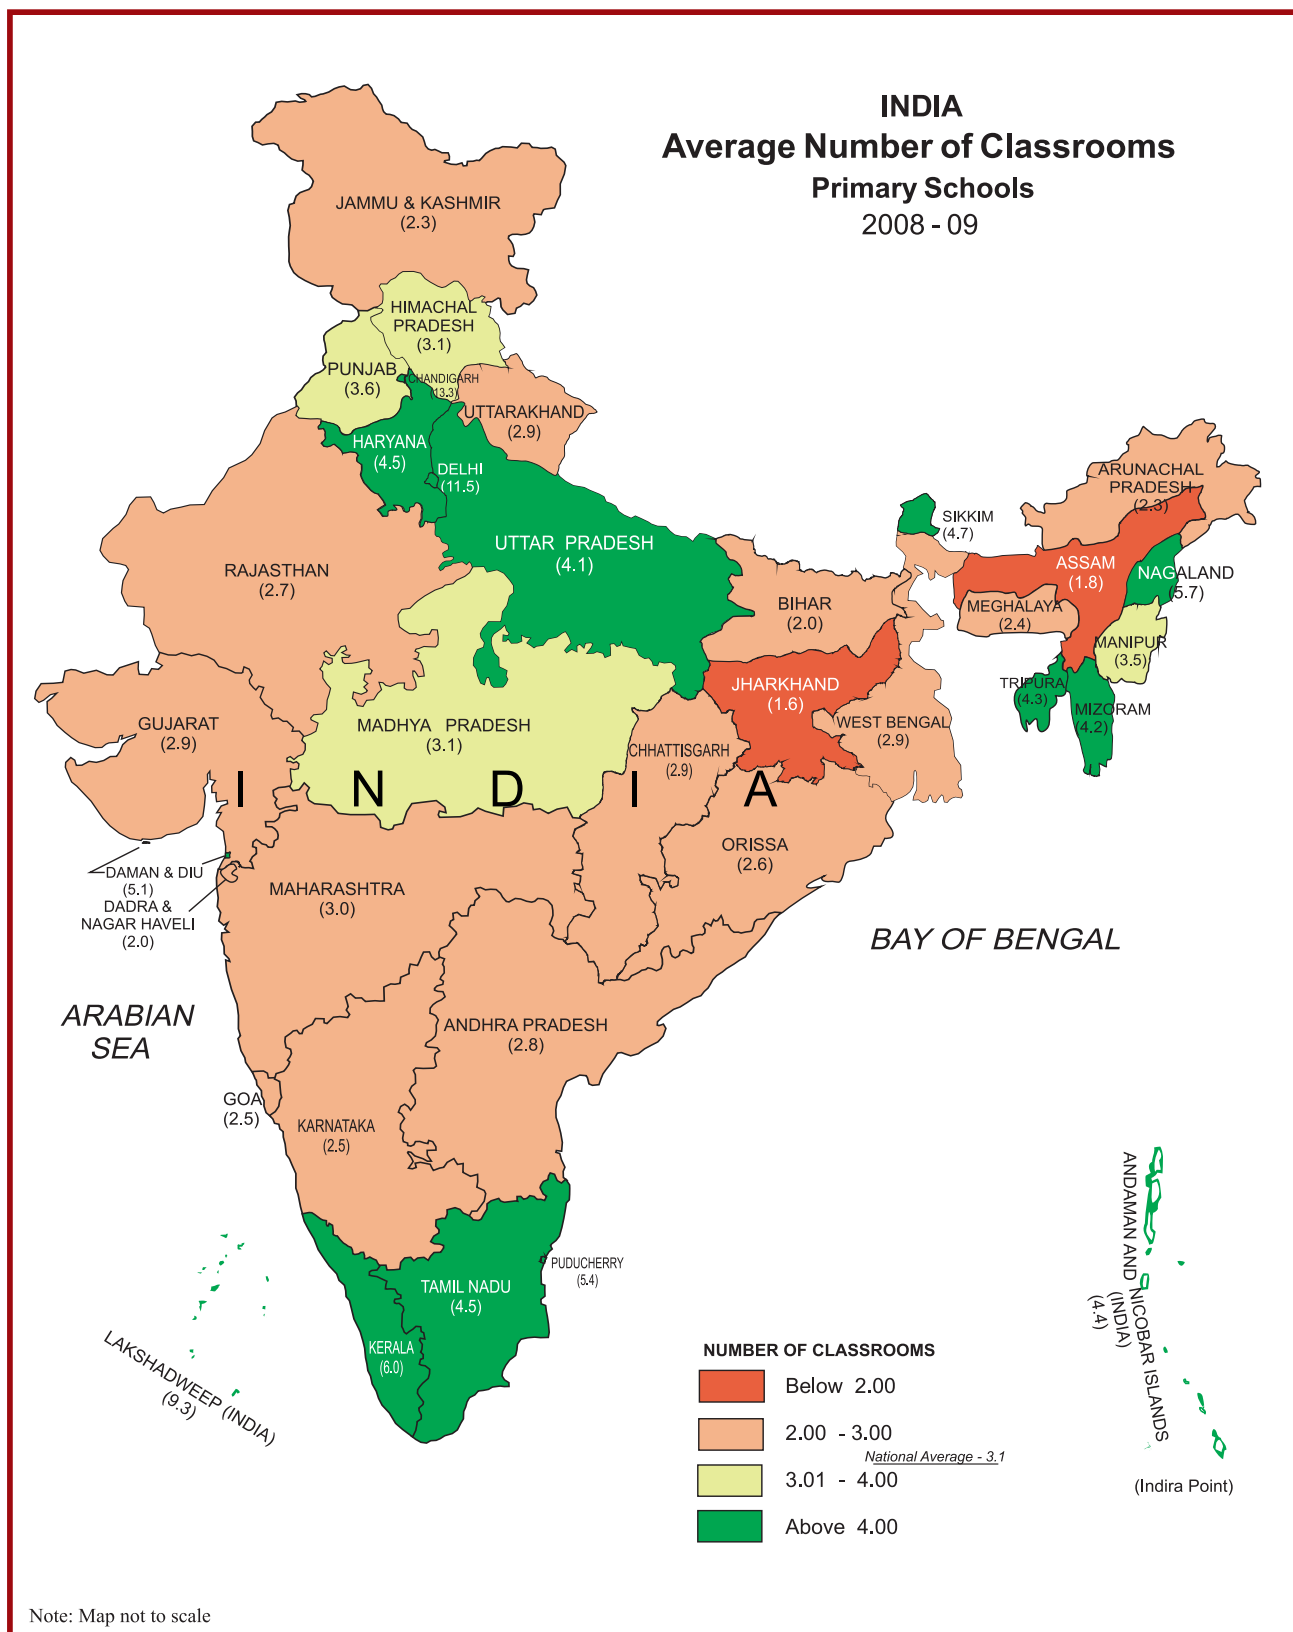 INDIA
Average Number of Classrooms
Primary Schools
2008 - 09
JAMMU & KASHMIR
(2.3)
HIMACHAL
PRADESH
(3.1)
PUNJAB
(3.6)
CHANDIGARH
(13.3)
UTTARAKHAND
(2.9)
HARYANA
(4.5)
DELHI
(11.5)
ARUNACHAL
PRADESH
(2.3)
SIKKIM
(4.7)
UTTAR PRADESH
(4.1)
ASSAM
(1.8)
NAGALAND
(5.7)
RAJASTHAN
(2.7)
BIHAR
(2.0)
MEGHALAYA
(2.4)
MANIPUR
(3.5)
JHARKHAND
(1.6)
TRIPURA
(4.3)
MIZORAM
(4.2)
GUJARAT
(2.9)
MADHYA PRADESH
(3.1)
CHHATTISGARH
(2.9)
WEST BENGAL
(2.9)
I N D I A
ORISSA
(2.6)
DAMAN & DIU
(5.1)
DADRA &
NAGAR HAVELI
(2.0)
MAHARASHTRA
(3.0)
BAY OF BENGAL
ARABIAN
SEA
ANDHRA PRADESH
(2.8)
GOA
(2.5)
KARNATAKA
(2.5)
ANDAMAN AND NICOBAR ISLANDS
(INDIA)
(4.4)
PUDUCHERRY
(5.4)
TAMIL NADU
(4.5)
KERALA
(6.0)
LAKSHADWEEP (INDIA)
(9.3)
NUMBER OF CLASSROOMS
Below 2.00
2.00 - 3.00
National Average - 3.1
3.01 - 4.00
Above 4.00
(Indira Point)
Note: Map not to scale